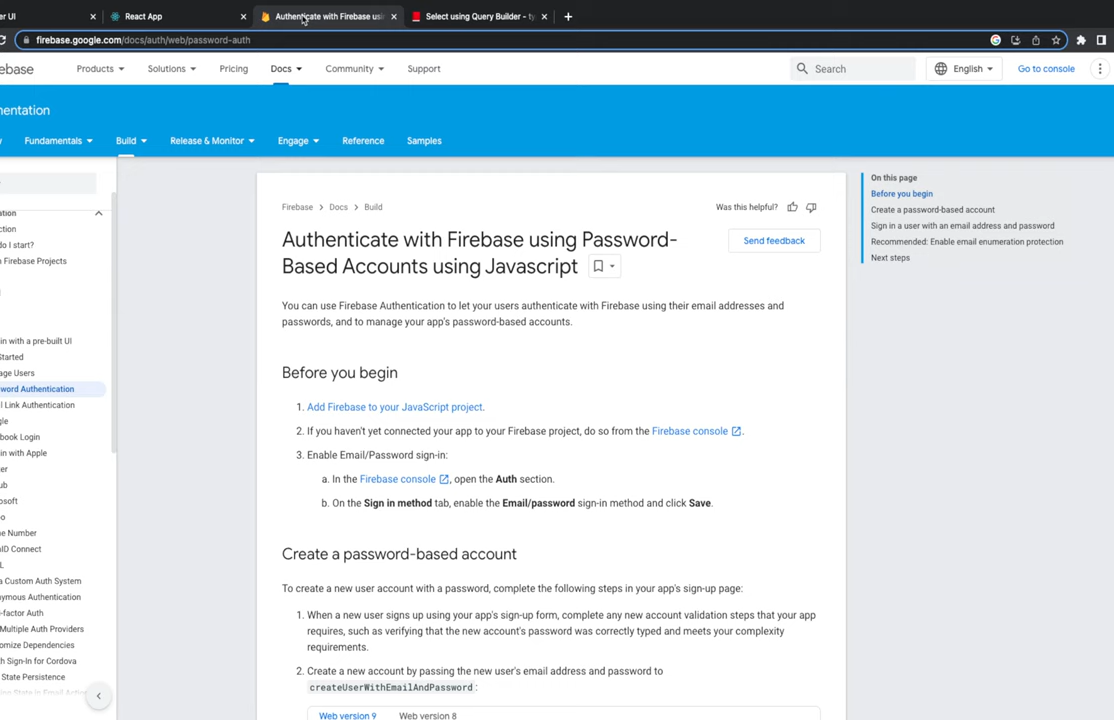 er UI
React App
Authenticate with Firebase usin
Select using Query Builder - ty
firebase.google.com/docs/auth/web/password-auth
ebase
Products
Solutions
Pricing
Docs
Community
Support
Search
English
Go to console
mentation
Fundamentals
Build
Release & Monitor
Engage
Reference
Samples
ation
ction
do I start?
h Firebase Projects
in with a pre-built UI
Started
age Users
word Authentication
l Link Authentication
gle
book Login
in with Apple
ter
ub
osoft
oo
ne Number
nID Connect
L
a Custom Auth System
nymous Authentication
-factor Auth
Multiple Auth Providers
omize Dependencies
h Sign-In for Cordova
State Persistence
Firebase > Docs > Build
Was this helpful?
Authenticate with Firebase using Password-
Based Accounts using Javascript
Send feedback
You can use Firebase Authentication to let your users authenticate with Firebase using their email addresses and
passwords, and to manage your app's password-based accounts.
Before you begin
1. Add Firebase to your JavaScript project.
2. If you haven't yet connected your app to your Firebase project, do so from the Firebase console.
3. Enable Email/Password sign-in:
a. In the Firebase console, open the Auth section.
b. On the Sign in method tab, enable the Email/password sign-in method and click Save.
Create a password-based account
To create a new user account with a password, complete the following steps in your app's sign-up page:
1. When a new user signs up using your app's sign-up form, complete any new account validation steps that your app
requires, such as verifying that the new account's password was correctly typed and meets your complexity
requirements.
2. Create a new account by passing the new user's email address and password to
createUserWithEmailAndPassword :
Web version 9
Web version 8
On this page
Before you begin
Create a password-based account
Sign in a user with an email address and password
Recommended: Enable email enumeration protection
Next steps